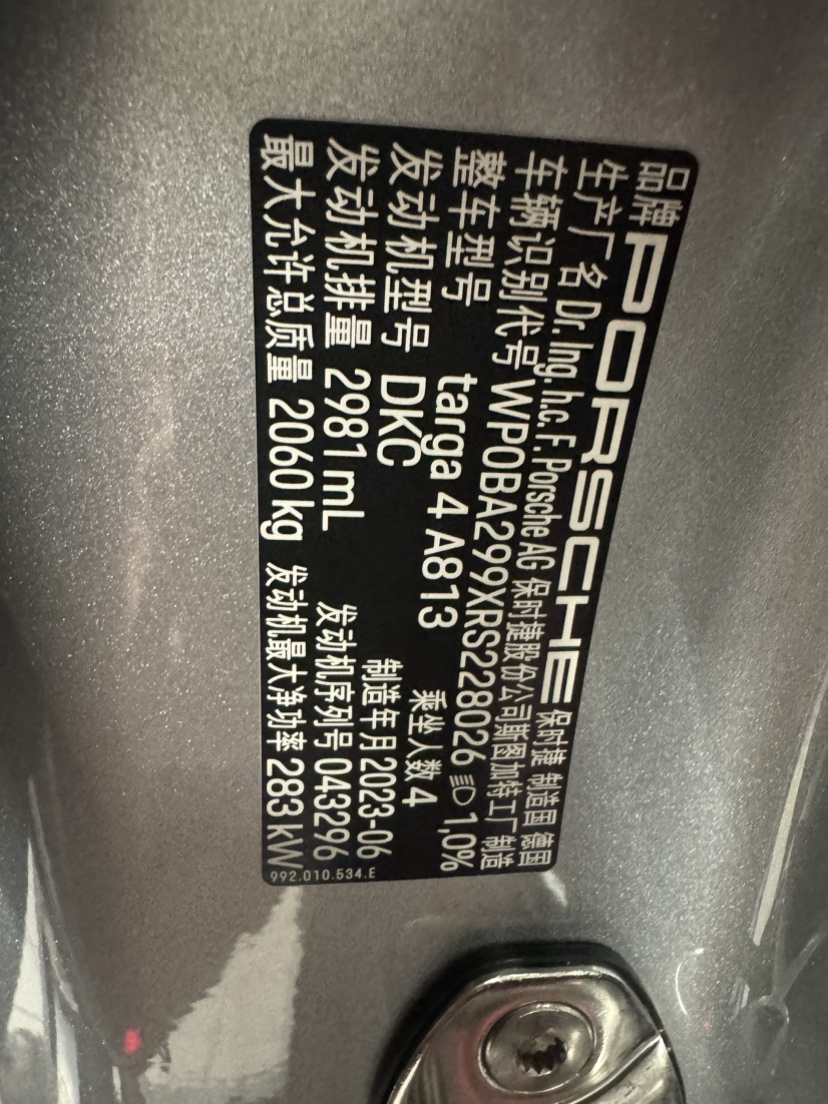 品牌 PORSCHE 保时捷 制造国 德国
生产厂名 Dr. Ing. h.c. F. Porsche AG 保时捷股份公司斯图加特工厂 制造
车辆识别代号 WP0BA299XRS228026 1,0%
整车型号 targa 4 A813 乘坐人数 4
发动机型号 DKC 制造年月 2023-06
发动机排量 2981 mL 发动机序列号 043296
最大允许总质量 2060 kg 发动机最大净功率 283 kW
992.010.534.E